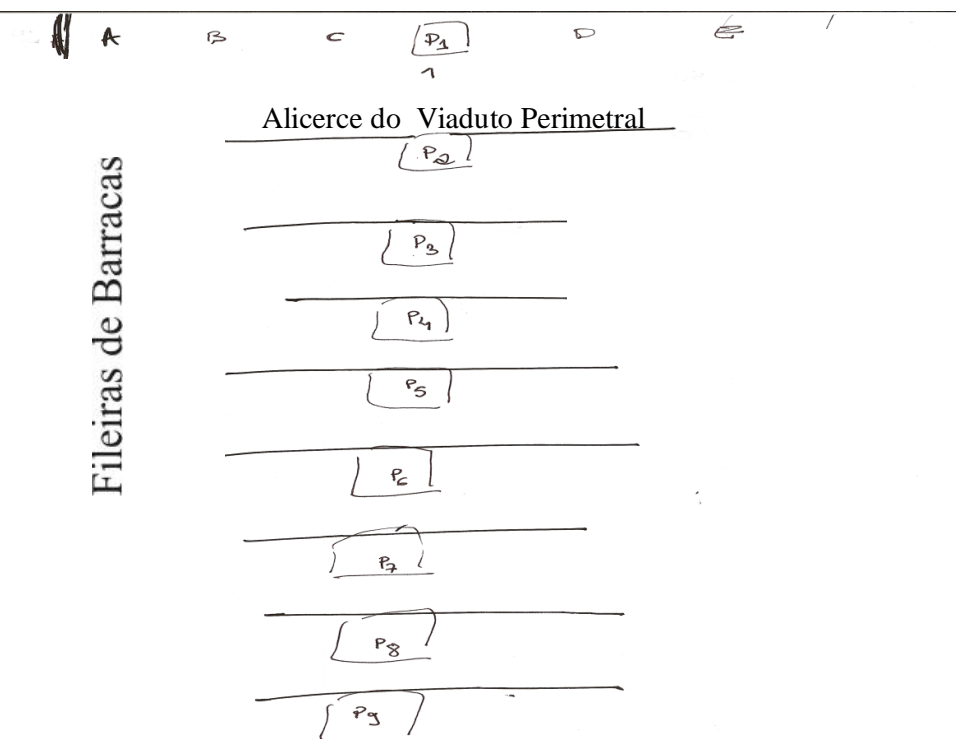 A B C P1 D E
1
Alicerce do Viaduto Perimetral
P2
Fileiras de Barracas
P3
P4
P5
P6
P7
P8
P9